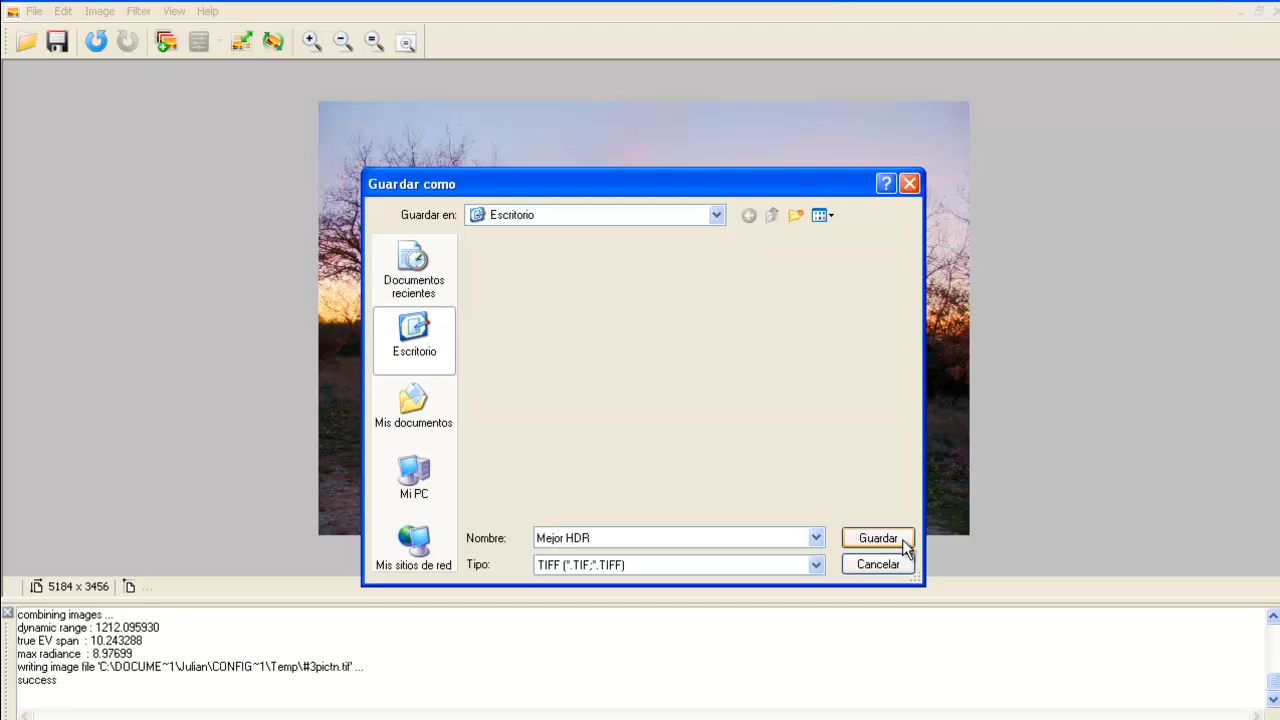 File Edit Image Filter View Help
Guardar como
Guardar en: Escritorio
Documentos
recientes
Escritorio
Mis documentos
Mi PC
Mis sitios de red
Nombre: Mejor HDR Guardar
Tipo: TIFF (*.TIF;*.TIFF) Cancelar
5184 x 3456 ...
combining images ...
dynamic range : 1212.095930
true EV span : 10.243288
max radiance : 8.97699
writing image file 'C:\DOCUME~1\Julian\CONFIG~1\Temp\#3pictn.tif' ...
success